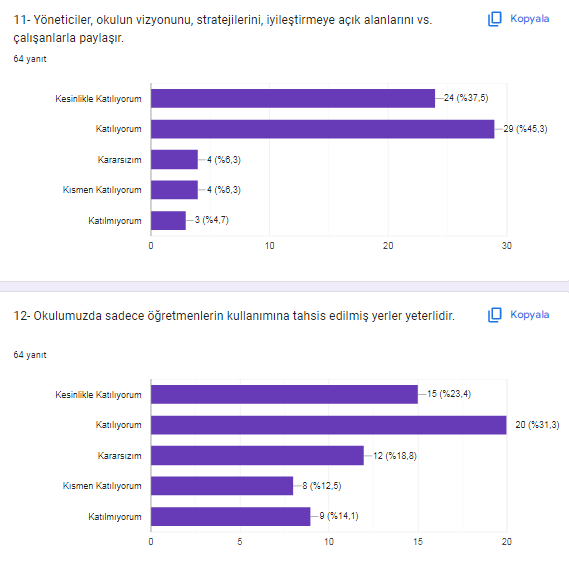 11- Yöneticiler, okulun vizyonunu, stratejilerini, iyileştirmeye açık alanlarını vs.
çalışanlarla paylaşır.
Kopyala
64 yanıt
Kesinlikle Katılıyorum
24 (%37,5)
Katılıyorum
29 (%45,3)
Kararsızım
4 (%6,3)
Kısmen Katılıyorum
4 (%6,3)
Katılmıyorum
3 (%4,7)
0 10 20 30
12- Okulumuzda sadece öğretmenlerin kullanımına tahsis edilmiş yerler yeterlidir.
Kopyala
64 yanıt
Kesinlikle Katılıyorum
15 (%23,4)
Katılıyorum
20 (%31,3)
Kararsızım
12 (%18,8)
Kısmen Katılıyorum
8 (%12,5)
Katılmıyorum
9 (%14,1)
0 5 10 15 20